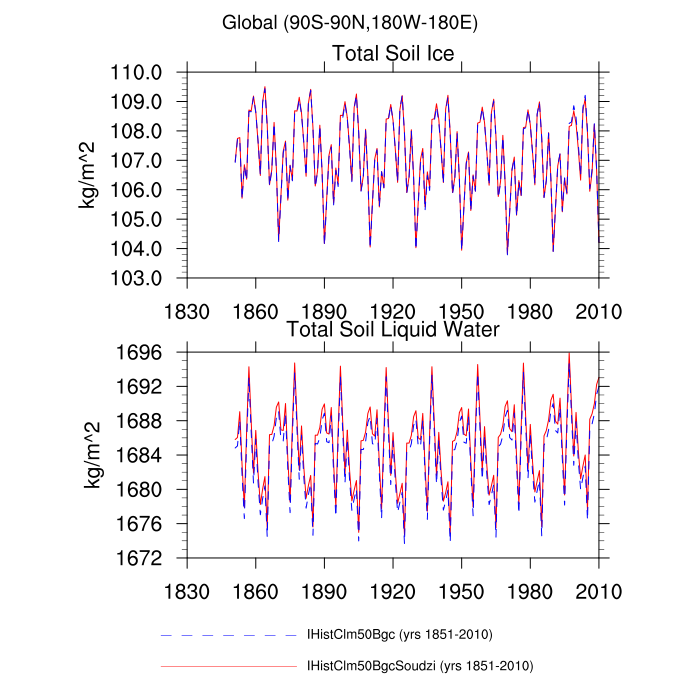 Global (90S-90N,180W-180E)
Total Soil Ice
kg/m^2
110.0
109.0
108.0
107.0
106.0
105.0
104.0
103.0
1830 1860 1890 1920 1950 1980 2010
Total Soil Liquid Water
kg/m^2
1696
1692
1688
1684
1680
1676
1672
1830 1860 1890 1920 1950 1980 2010
IHistClm50Bgc (yrs 1851-2010)
IHistClm50BgcSoudzi (yrs 1851-2010)